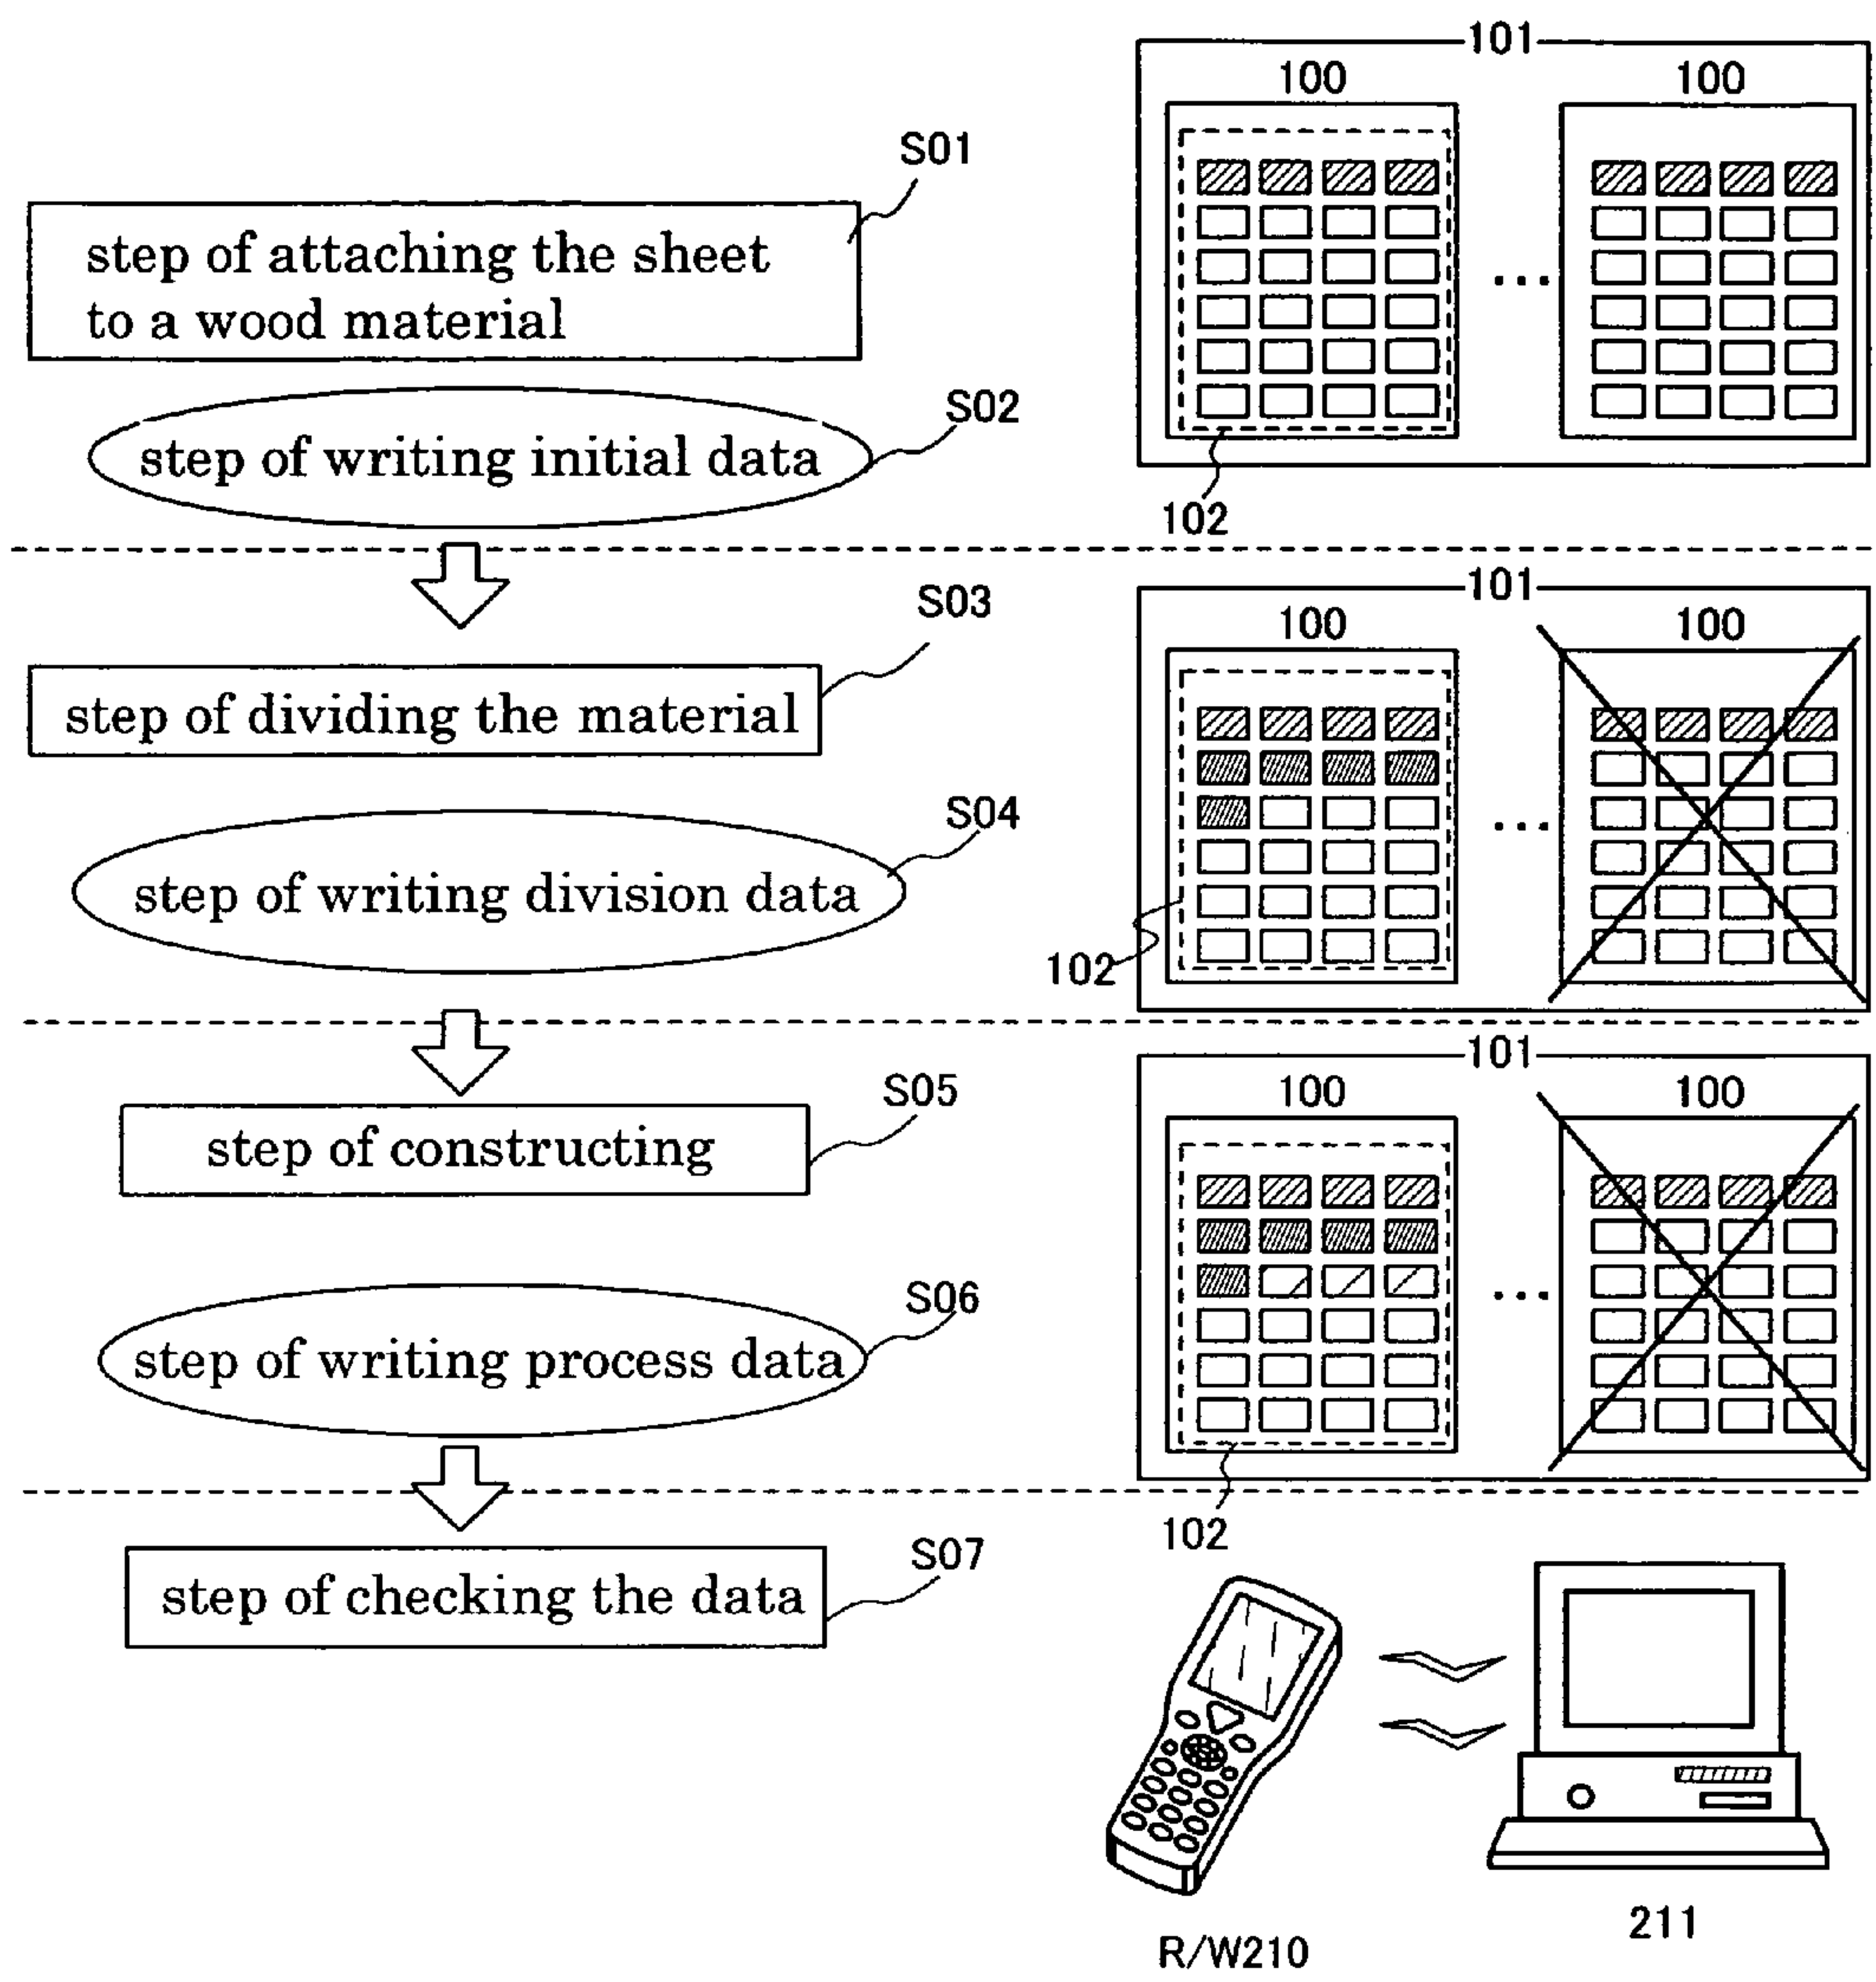 101
100 100
S01
step of attaching the sheet
to a wood material
...
S02
step of writing initial data
102
101
S03
100 100
step of dividing the material
S04
...
step of writing division data
102
101
S05
100 100
step of constructing
S06
...
step of writing process data
102
S07
step of checking the data
211
R/W210